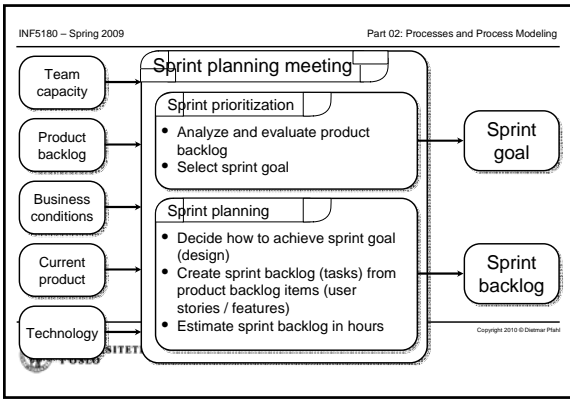 INF5180 – Spring 2009
Part 02: Processes and Process Modeling
Team
capacity
Product
backlog
Business
conditions
Current
product
Technology
Sprint planning meeting
Sprint prioritization
• Analyze and evaluate product
backlog
• Select sprint goal
Sprint planning
• Decide how to achieve sprint goal
(design)
• Create sprint backlog (tasks) from
product backlog items (user
stories / features)
• Estimate sprint backlog in hours
Sprint
goal
Sprint
backlog
Copyright 2010 © Dietmar Pfahl